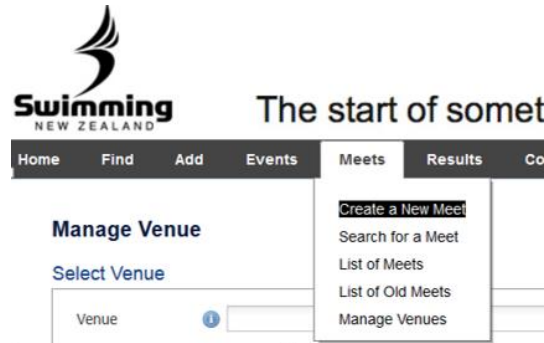 Swimming
NEW ZEALAND
The start of somet
Home Find Add Events Meets Results Co
Create a New Meet
Search for a Meet
List of Meets
List of Old Meets
Manage Venues
Manage Venue
Select Venue
Venue